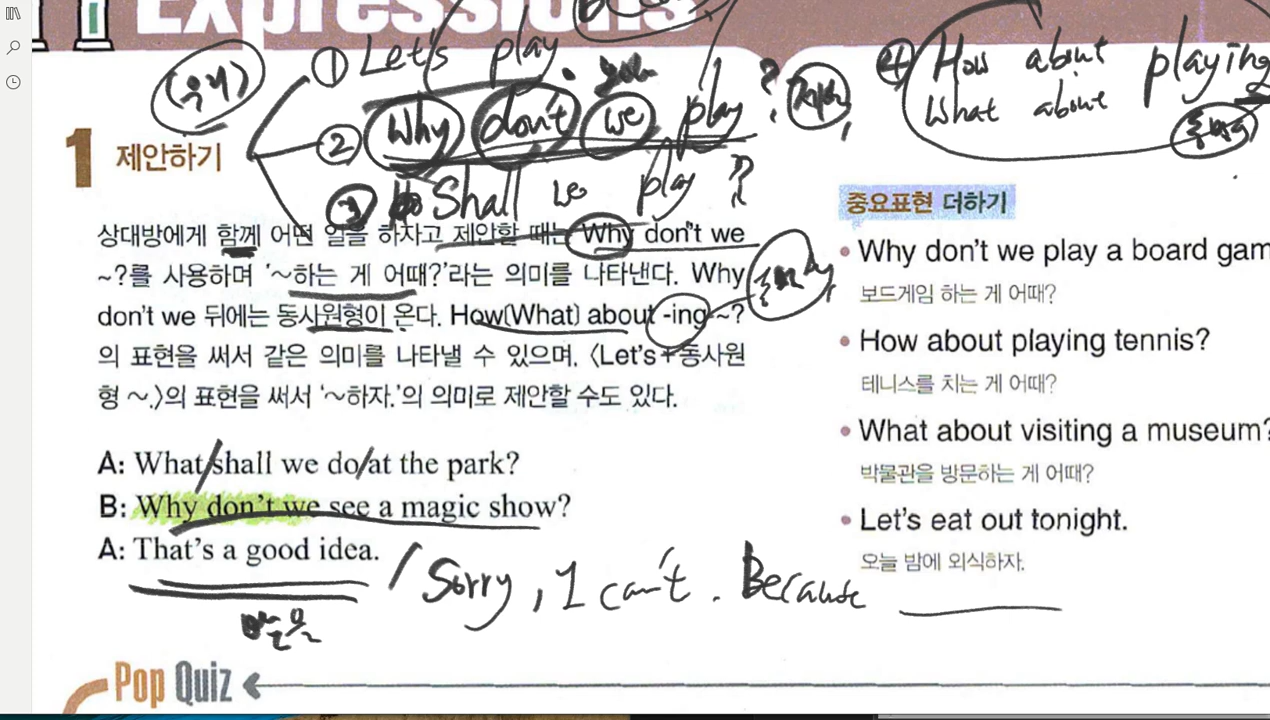 Expressions
(우리)
① Let's play.
② Why don't we play?
you
③ Shall we play?
④ How about playing
What about
1 제안하기
상대방에게 함께 어떤 일을 하자고 제안할 때는 Why don't we
~?를 사용하며 '~하는 게 어때?'라는 의미를 나타낸다. Why
don't we 뒤에는 동사원형이 온다. How(What) about -ing ~?
의 표현을 써서 같은 의미를 나타낼 수 있으며, 〈Let's+동사원
형 ~.〉의 표현을 써서 '~하자.'의 의미로 제안할 수도 있다.
A: What/shall we do/at the park?
B: Why don't we see a magic show?
A: That's a good idea. / Sorry, I can't. Because
중요표현 더하기
• Why don't we play a board gam
보드게임 하는 게 어때?
• How about playing tennis?
테니스를 치는 게 어때?
• What about visiting a museum?
박물관을 방문하는 게 어때?
• Let's eat out tonight.
오늘 밤에 외식하자.
Pop Quiz